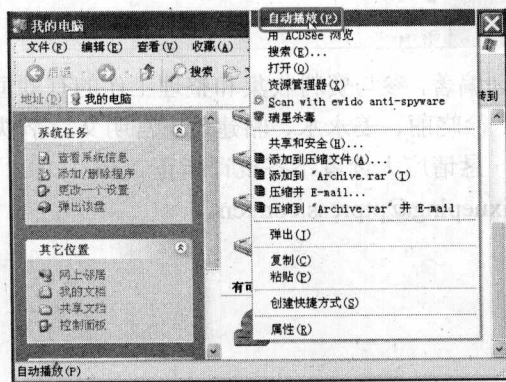 我的电脑
文件(F) 编辑(E) 查看(V) 收藏(A)
后退 搜索
地址(D) 我的电脑 转到
系统任务
查看系统信息
添加/删除程序
更改一个设置
弹出该盘
其它位置
网上邻居
我的文档
共享文档
控制面板
有可
自动播放(P)
自动播放(P)
用 ACDSee 浏览
搜索(E)...
打开(O)
资源管理器(X)
Scan with ewido anti-spyware
瑞星杀毒
共享和安全(H)...
添加到压缩文件(A)...
添加到 "Archive.rar"(T)
压缩并 E-mail...
压缩到 "Archive.rar" 并 E-mail
弹出(J)
复制(C)
粘贴(P)
创建快捷方式(S)
属性(R)